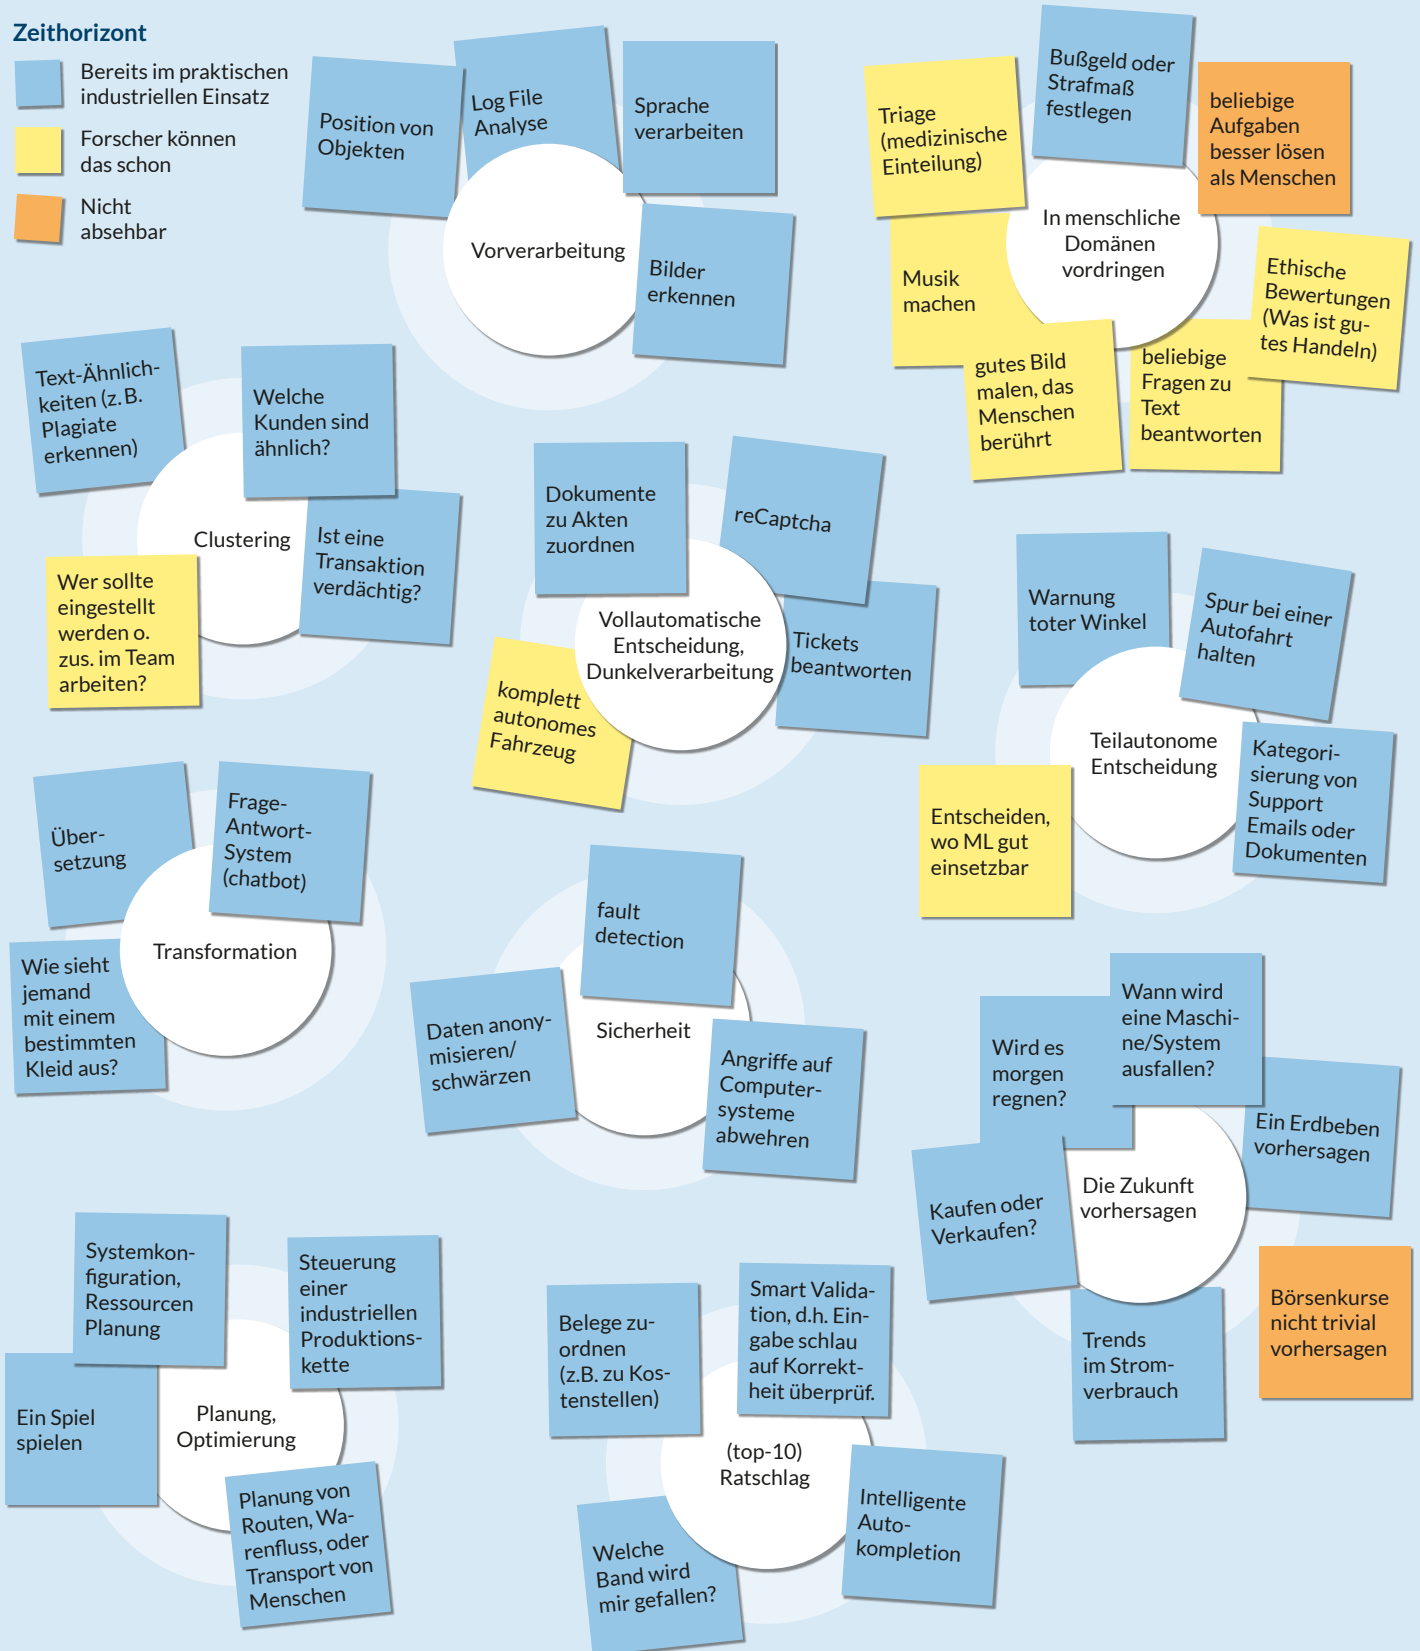 Zeithorizont
Bereits im praktischen
industriellen Einsatz
Forscher können
das schon
Nicht
absehbar
Position von
Objekten
Log File
Analyse
Sprache
verarbeiten
Vorverarbeitung
Bilder
erkennen
Triage
(medizinische
Einteilung)
Bußgeld oder
Strafmaß
festlegen
beliebige
Aufgaben
besser lösen
als Menschen
In menschliche
Domänen
vordringen
Musik
machen
gutes Bild
malen, das
Menschen
berührt
beliebige
Fragen zu
Text
beantworten
Ethische
Bewertungen
(Was ist gu-
tes Handeln)
Text-Ähnlich-
keiten (z. B.
Plagiate
erkennen)
Welche
Kunden sind
ähnlich?
Clustering
Ist eine
Transaktion
verdächtig?
Wer sollte
eingestellt
werden o.
zus. im Team
arbeiten?
Dokumente
zu Akten
zuordnen
reCaptcha
Vollautomatische
Entscheidung,
Dunkelverarbeitung
Tickets
beantworten
komplett
autonomes
Fahrzeug
Warnung
toter Winkel
Spur bei einer
Autofahrt
halten
Teilautonome
Entscheidung
Kategori-
sierung von
Support
Emails oder
Dokumenten
Entscheiden,
wo ML gut
einsetzbar
Über-
setzung
Frage-
Antwort-
System
(chatbot)
Transformation
Wie sieht
jemand
mit einem
bestimmten
Kleid aus?
fault
detection
Daten anony-
misieren/
schwärzen
Sicherheit
Angriffe auf
Computer-
systeme
abwehren
Wird es
morgen
regnen?
Wann wird
eine Maschi-
ne/System
ausfallen?
Ein Erdbeben
vorhersagen
Kaufen oder
Verkaufen?
Die Zukunft
vorhersagen
Trends
im Strom-
verbrauch
Börsenkurse
nicht trivial
vorhersagen
Systemkon-
figuration,
Ressourcen
Planung
Steuerung
einer
industriellen
Produktions-
kette
Ein Spiel
spielen
Planung,
Optimierung
Planung von
Routen, Wa-
renfluss, oder
Transport von
Menschen
Belege zu-
ordnen
(z.B. zu Kos-
tenstellen)
Smart Valida-
tion, d.h. Ein-
gabe schlau
auf Korrekt-
heit überprüf.
(top-10)
Ratschlag
Welche
Band wird
mir gefallen?
Intelligente
Auto-
kompletion